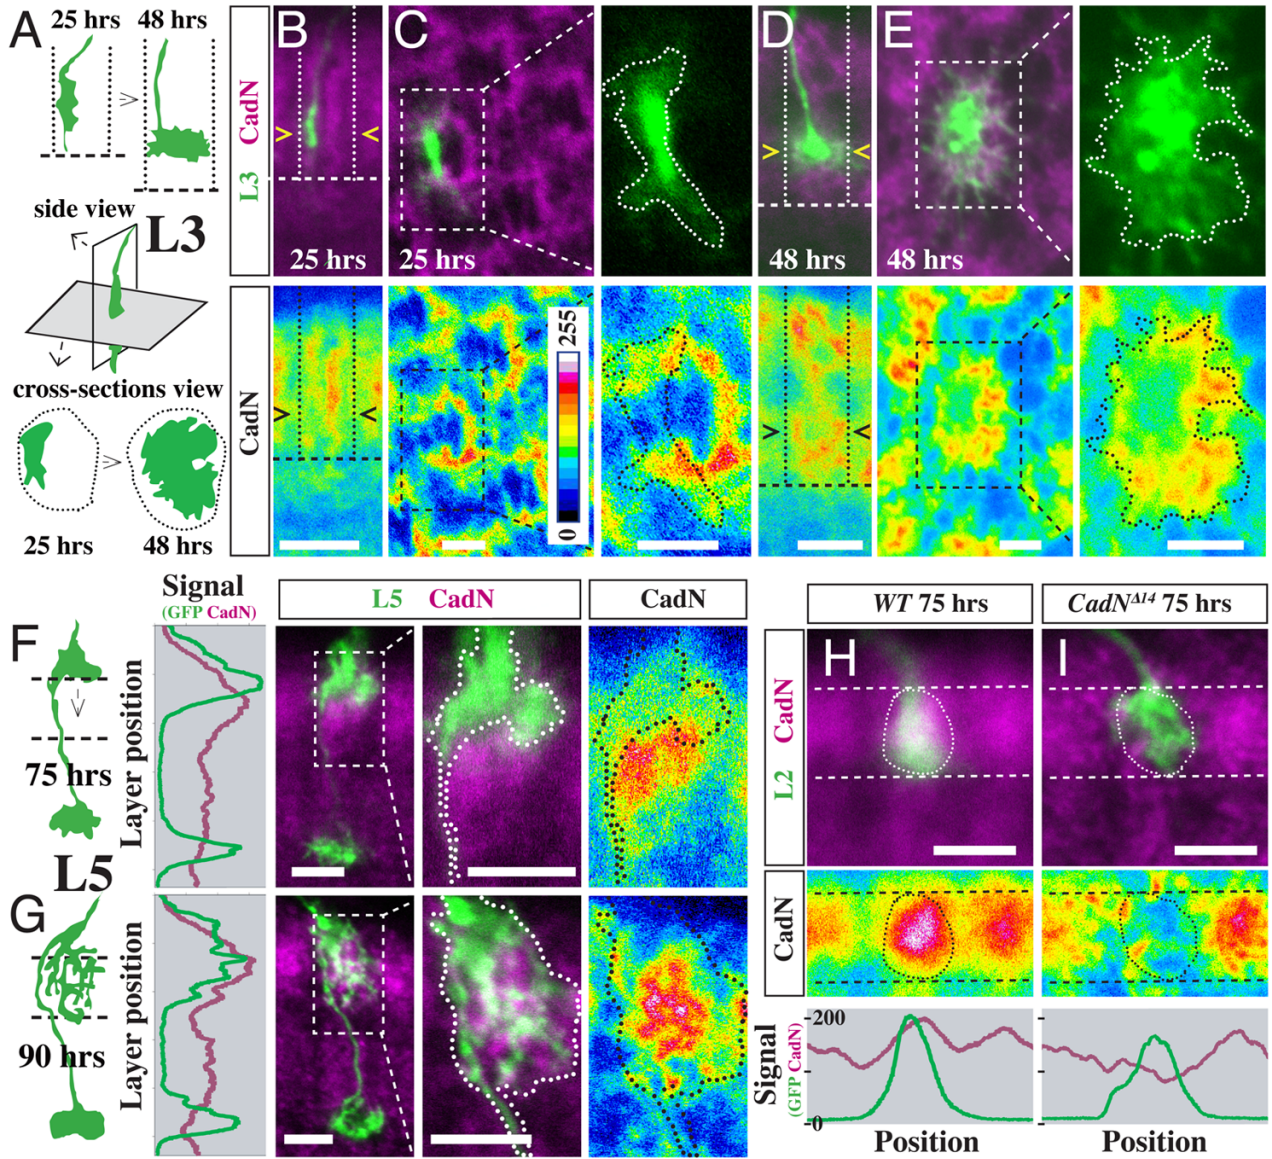 A
25 hrs
48 hrs
side view
L3
cross-sections view
25 hrs
48 hrs
L3 CadN
CadN
B
25 hrs
C
25 hrs
D
48 hrs
E
48 hrs
0
255
F
75 hrs
L5
G
90 hrs
Signal
(GFP CadN)
Layer position
Layer position
L5 CadN
CadN
WT 75 hrs
CadN^Δ14 75 hrs
L2 CadN
H
I
CadN
Signal
(GFP CadN)
200
0
Position
Position